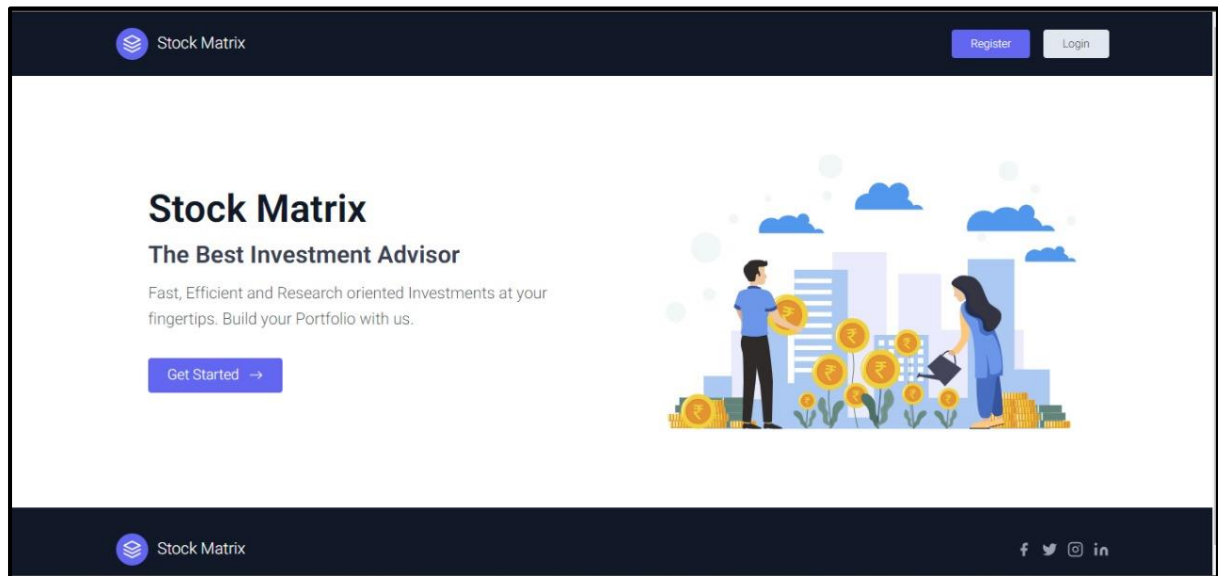 Stock Matrix
Register
Login
Stock Matrix
The Best Investment Advisor
Fast, Efficient and Research oriented Investments at your
fingertips. Build your Portfolio with us.
Get Started →
₹
₹
₹
₹
₹
₹
₹
₹
Stock Matrix